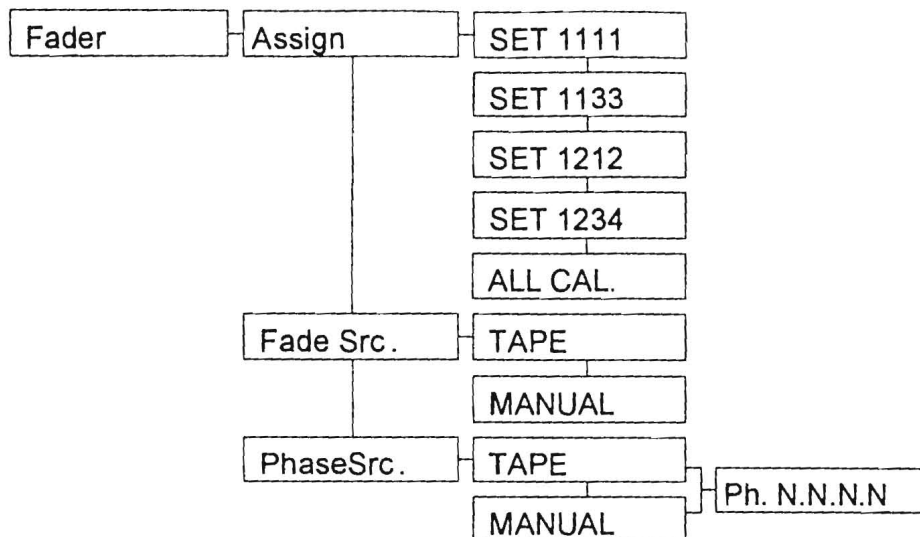 Fader
Assign
SET 1111
SET 1133
SET 1212
SET 1234
ALL CAL.
Fade Src.
TAPE
MANUAL
PhaseSrc.
TAPE
MANUAL
Ph. N.N.N.N